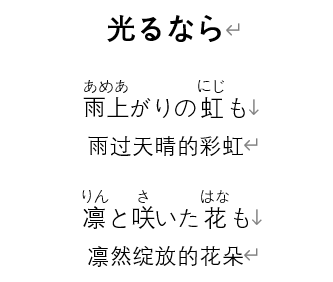 光るなら↵
あめあ にじ
雨上がりの虹も↓
雨过天晴的彩虹↵
りん さ はな
凛と咲いた花も↓
凛然绽放的花朵↵